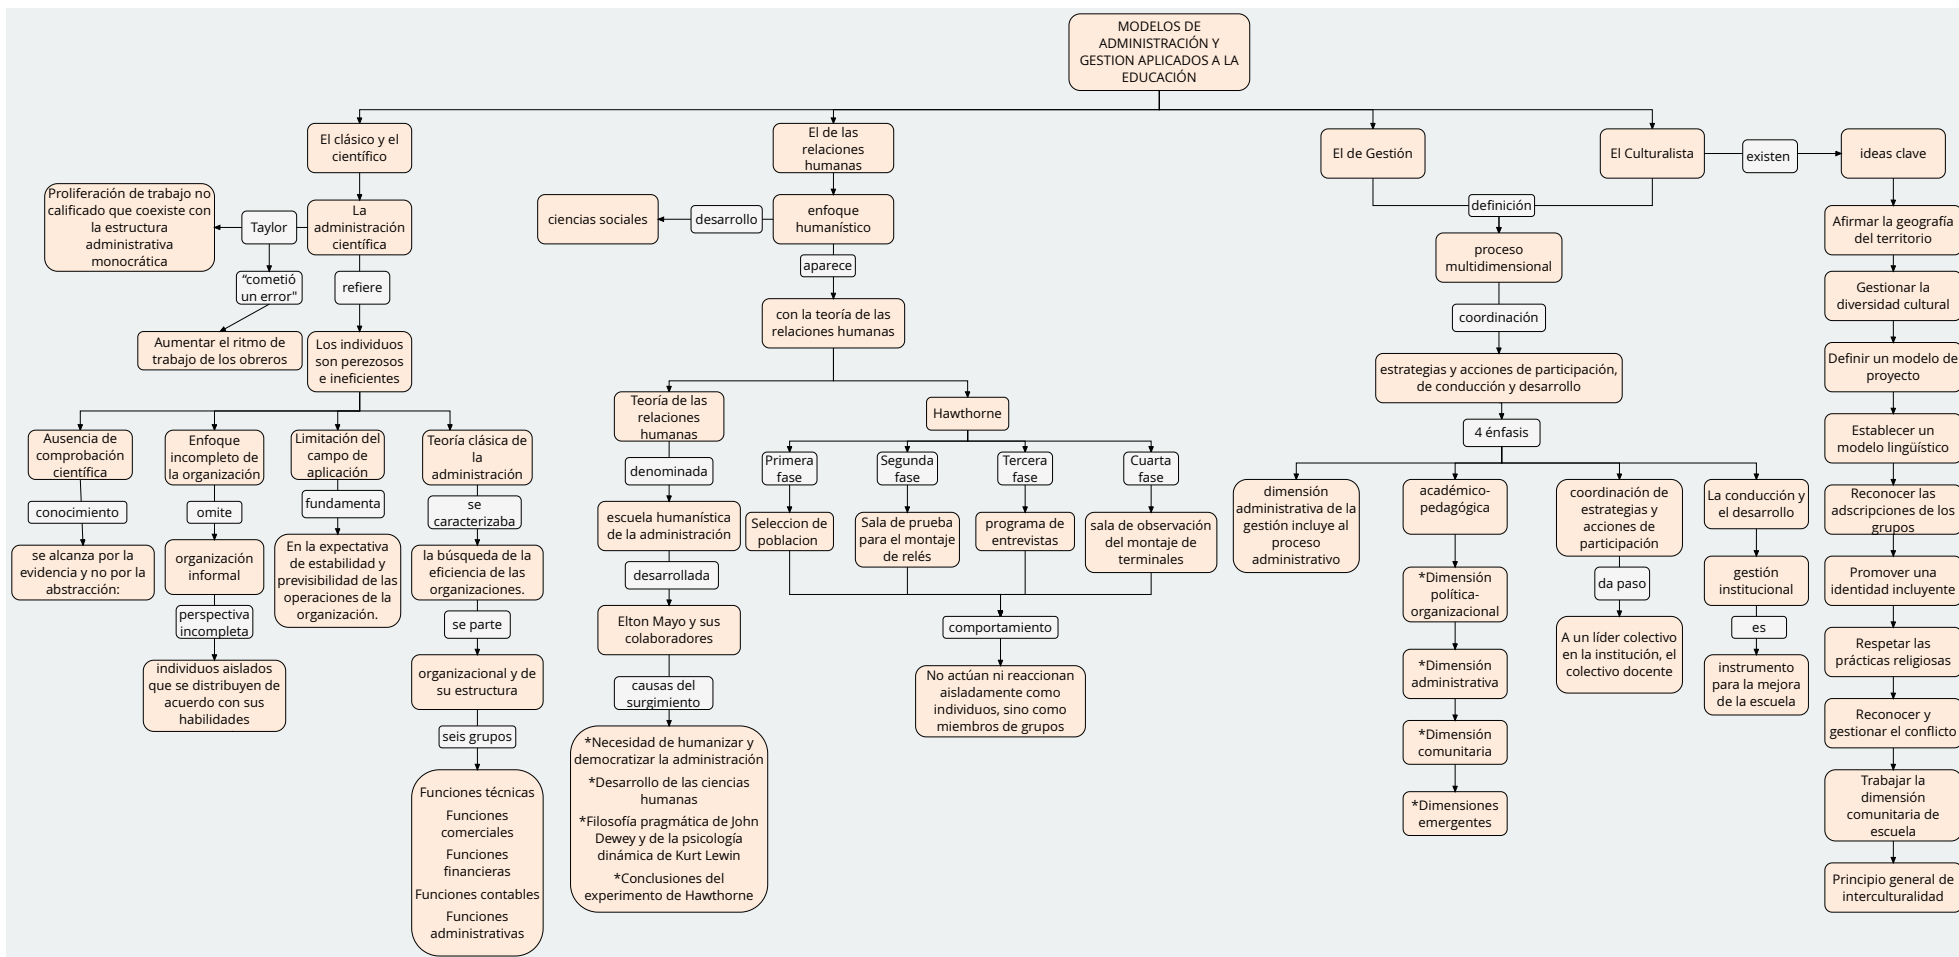 MODELOS DE
ADMINISTRACIÓN Y
GESTION APLICADOS A LA
EDUCACIÓN
El clásico y el
científico
La
administración
científica
Taylor
Proliferación de trabajo no
calificado que coexiste con
la estructura
administrativa
monocrática
“cometió
un error"
Aumentar el ritmo de
trabajo de los obreros
refiere
Los individuos
son perezosos
e ineficientes
Ausencia de
comprobación
científica
conocimiento
se alcanza por la
evidencia y no por la
abstracción:
Enfoque
incompleto de
la organización
omite
organización
informal
perspectiva
incompleta
individuos aislados
que se distribuyen de
acuerdo con sus
habilidades
Limitación del
campo de
aplicación
fundamenta
En la expectativa
de estabilidad y
previsibilidad de las
operaciones de la
organización.
Teoría clásica de
la
administración
se
caracterizaba
la búsqueda de la
eficiencia de las
organizaciones.
se parte
organizacional y de
su estructura
seis grupos
Funciones técnicas
Funciones
comerciales
Funciones
financieras
Funciones contables
Funciones
administrativas
El de las
relaciones
humanas
enfoque
humanístico
desarrollo
ciencias sociales
aparece
con la teoría de las
relaciones humanas
Teoría de las
relaciones
humanas
denominada
escuela humanística
de la administración
desarrollada
Elton Mayo y sus
colaboradores
causas del
surgimiento
*Necesidad de humanizar y
democratizar la administración
*Desarrollo de las ciencias
humanas
*Filosofía pragmática de John
Dewey y de la psicología
dinámica de Kurt Lewin
*Conclusiones del
experimento de Hawthorne
Hawthorne
Primera
fase
Seleccion de
poblacion
Segunda
fase
Sala de prueba
para el montaje
de relés
Tercera
fase
programa de
entrevistas
Cuarta
fase
sala de observación
del montaje de
terminales
comportamiento
No actúan ni reaccionan
aisladamente como
individuos, sino como
miembros de grupos
El de Gestión
El Culturalista
definición
proceso
multidimensional
coordinación
estrategias y acciones de participación,
de conducción y desarrollo
4 énfasis
dimensión
administrativa de la
gestión incluye al
proceso
administrativo
académico-
pedagógica
*Dimensión
política-
organizacional
*Dimensión
administrativa
*Dimensión
comunitaria
*Dimensiones
emergentes
coordinación de
estrategias y
acciones de
participación
da paso
A un líder colectivo
en la institución, el
colectivo docente
La conducción y
el desarrollo
gestión
institucional
es
instrumento
para la mejora
de la escuela
existen
ideas clave
Afirmar la geografía
del territorio
Gestionar la
diversidad cultural
Definir un modelo de
proyecto
Establecer un
modelo lingüístico
Reconocer las
adscripciones de los
grupos
Promover una
identidad incluyente
Respetar las
prácticas religiosas
Reconocer y
gestionar el conflicto
Trabajar la
dimensión
comunitaria de
escuela
Principio general de
interculturalidad